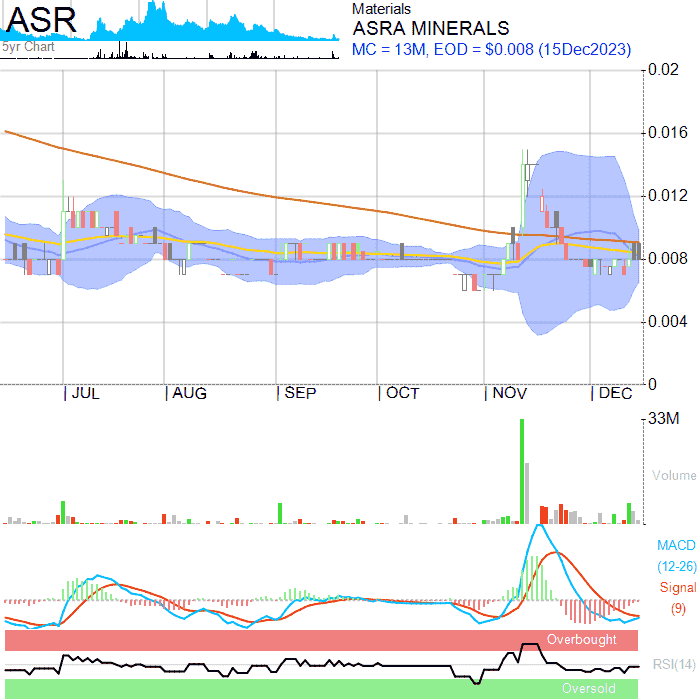 ASR
5yr Chart
Materials
ASRA MINERALS
MC = 13M, EOD = $0.008 (15Dec2023)
0.02
0.016
0.012
0.008
0.004
0
JUL
AUG
SEP
OCT
NOV
DEC
33M
Volume
MACD
(12-26)
Signal
(9)
Overbought
RSI(14)
Oversold